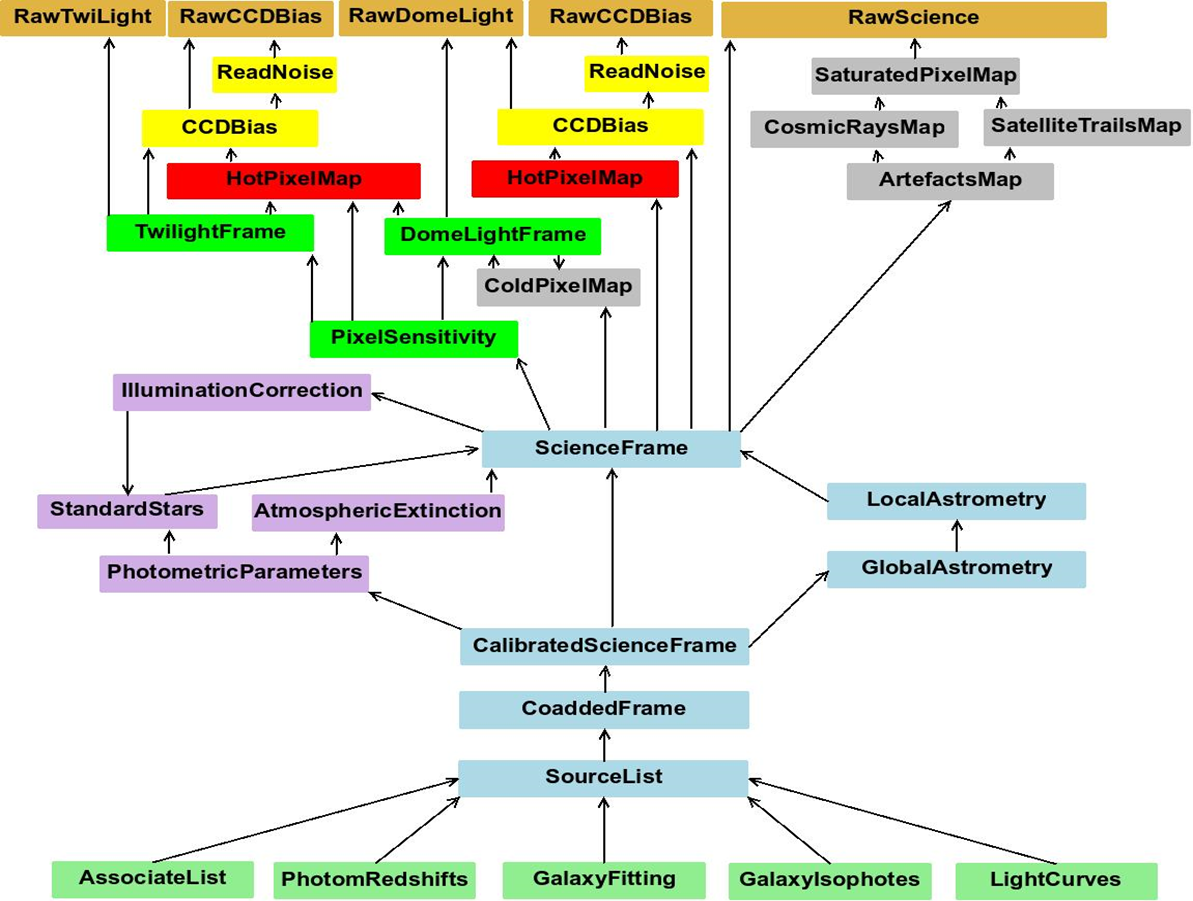 RawTwiLight
RawCCDBias
RawDomeLight
RawCCDBias
RawScience
ReadNoise
ReadNoise
SaturatedPixelMap
CCDBias
CCDBias
CosmicRaysMap
SatelliteTrailsMap
HotPixelMap
HotPixelMap
ArtefactsMap
TwilightFrame
DomeLightFrame
ColdPixelMap
PixelSensitivity
IlluminationCorrection
ScienceFrame
StandardStars
AtmosphericExtinction
LocalAstrometry
PhotometricParameters
GlobalAstrometry
CalibratedScienceFrame
CoaddedFrame
SourceList
AssociateList
PhotomRedshifts
GalaxyFitting
GalaxyIsophotes
LightCurves